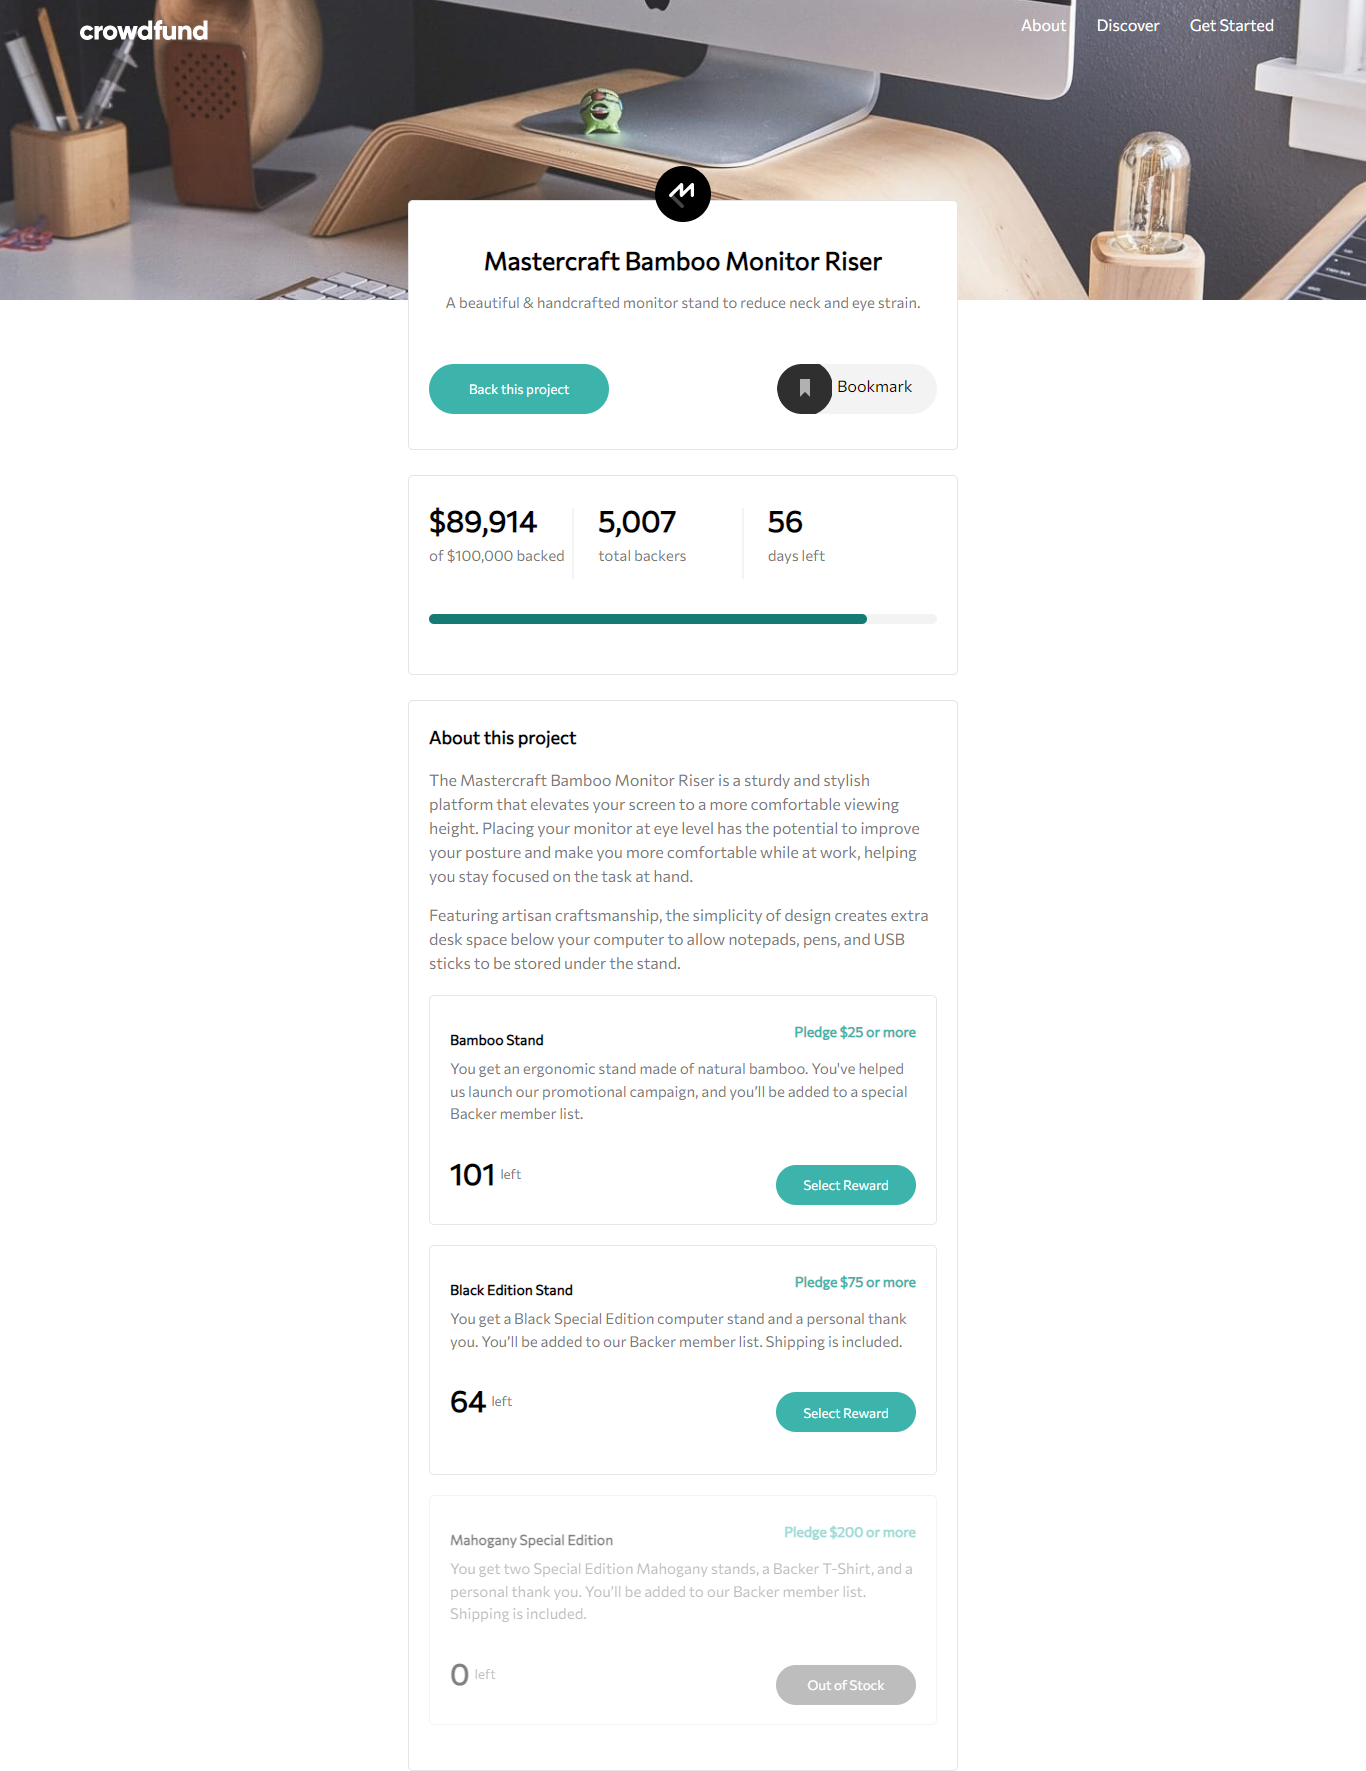 crowdfund
About Discover Get Started
Mastercraft Bamboo Monitor Riser
A beautiful & handcrafted monitor stand to reduce neck and eye strain.
Back this project
Bookmark
$89,914 5,007 56
of $100,000 backed total backers days left
About this project
The Mastercraft Bamboo Monitor Riser is a sturdy and stylish
platform that elevates your screen to a more comfortable viewing
height. Placing your monitor at eye level has the potential to improve
your posture and make you more comfortable while at work, helping
you stay focused on the task at hand.
Featuring artisan craftsmanship, the simplicity of design creates extra
desk space below your computer to allow notepads, pens, and USB
sticks to be stored under the stand.
Bamboo Stand
Pledge $25 or more
You get an ergonomic stand made of natural bamboo. You've helped
us launch our promotional campaign, and you'll be added to a special
Backer member list.
101 left
Select Reward
Black Edition Stand
Pledge $75 or more
You get a Black Special Edition computer stand and a personal thank
you. You'll be added to our Backer member list. Shipping is included.
64 left
Select Reward
Mahogany Special Edition
Pledge $200 or more
You get two Special Edition Mahogany stands, a Backer T-Shirt, and a
personal thank you. You'll be added to our Backer member list.
Shipping is included.
0 left
Out of Stock